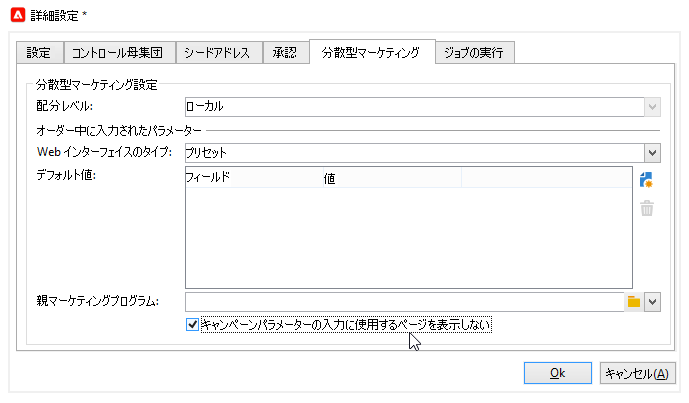 詳細設定 *
設定 コントロール母集団 シードアドレス 承認 分散型マーケティング ジョブの実行
分散型マーケティング設定
配分レベル: ローカル
オーダー中に入力されたパラメーター
Web インターフェイスのタイプ: プリセット
デフォルト値: フィールド 値
親マーケティングプログラム:
キャンペーンパラメーターの入力に使用するページを表示しない
Ok キャンセル(A)